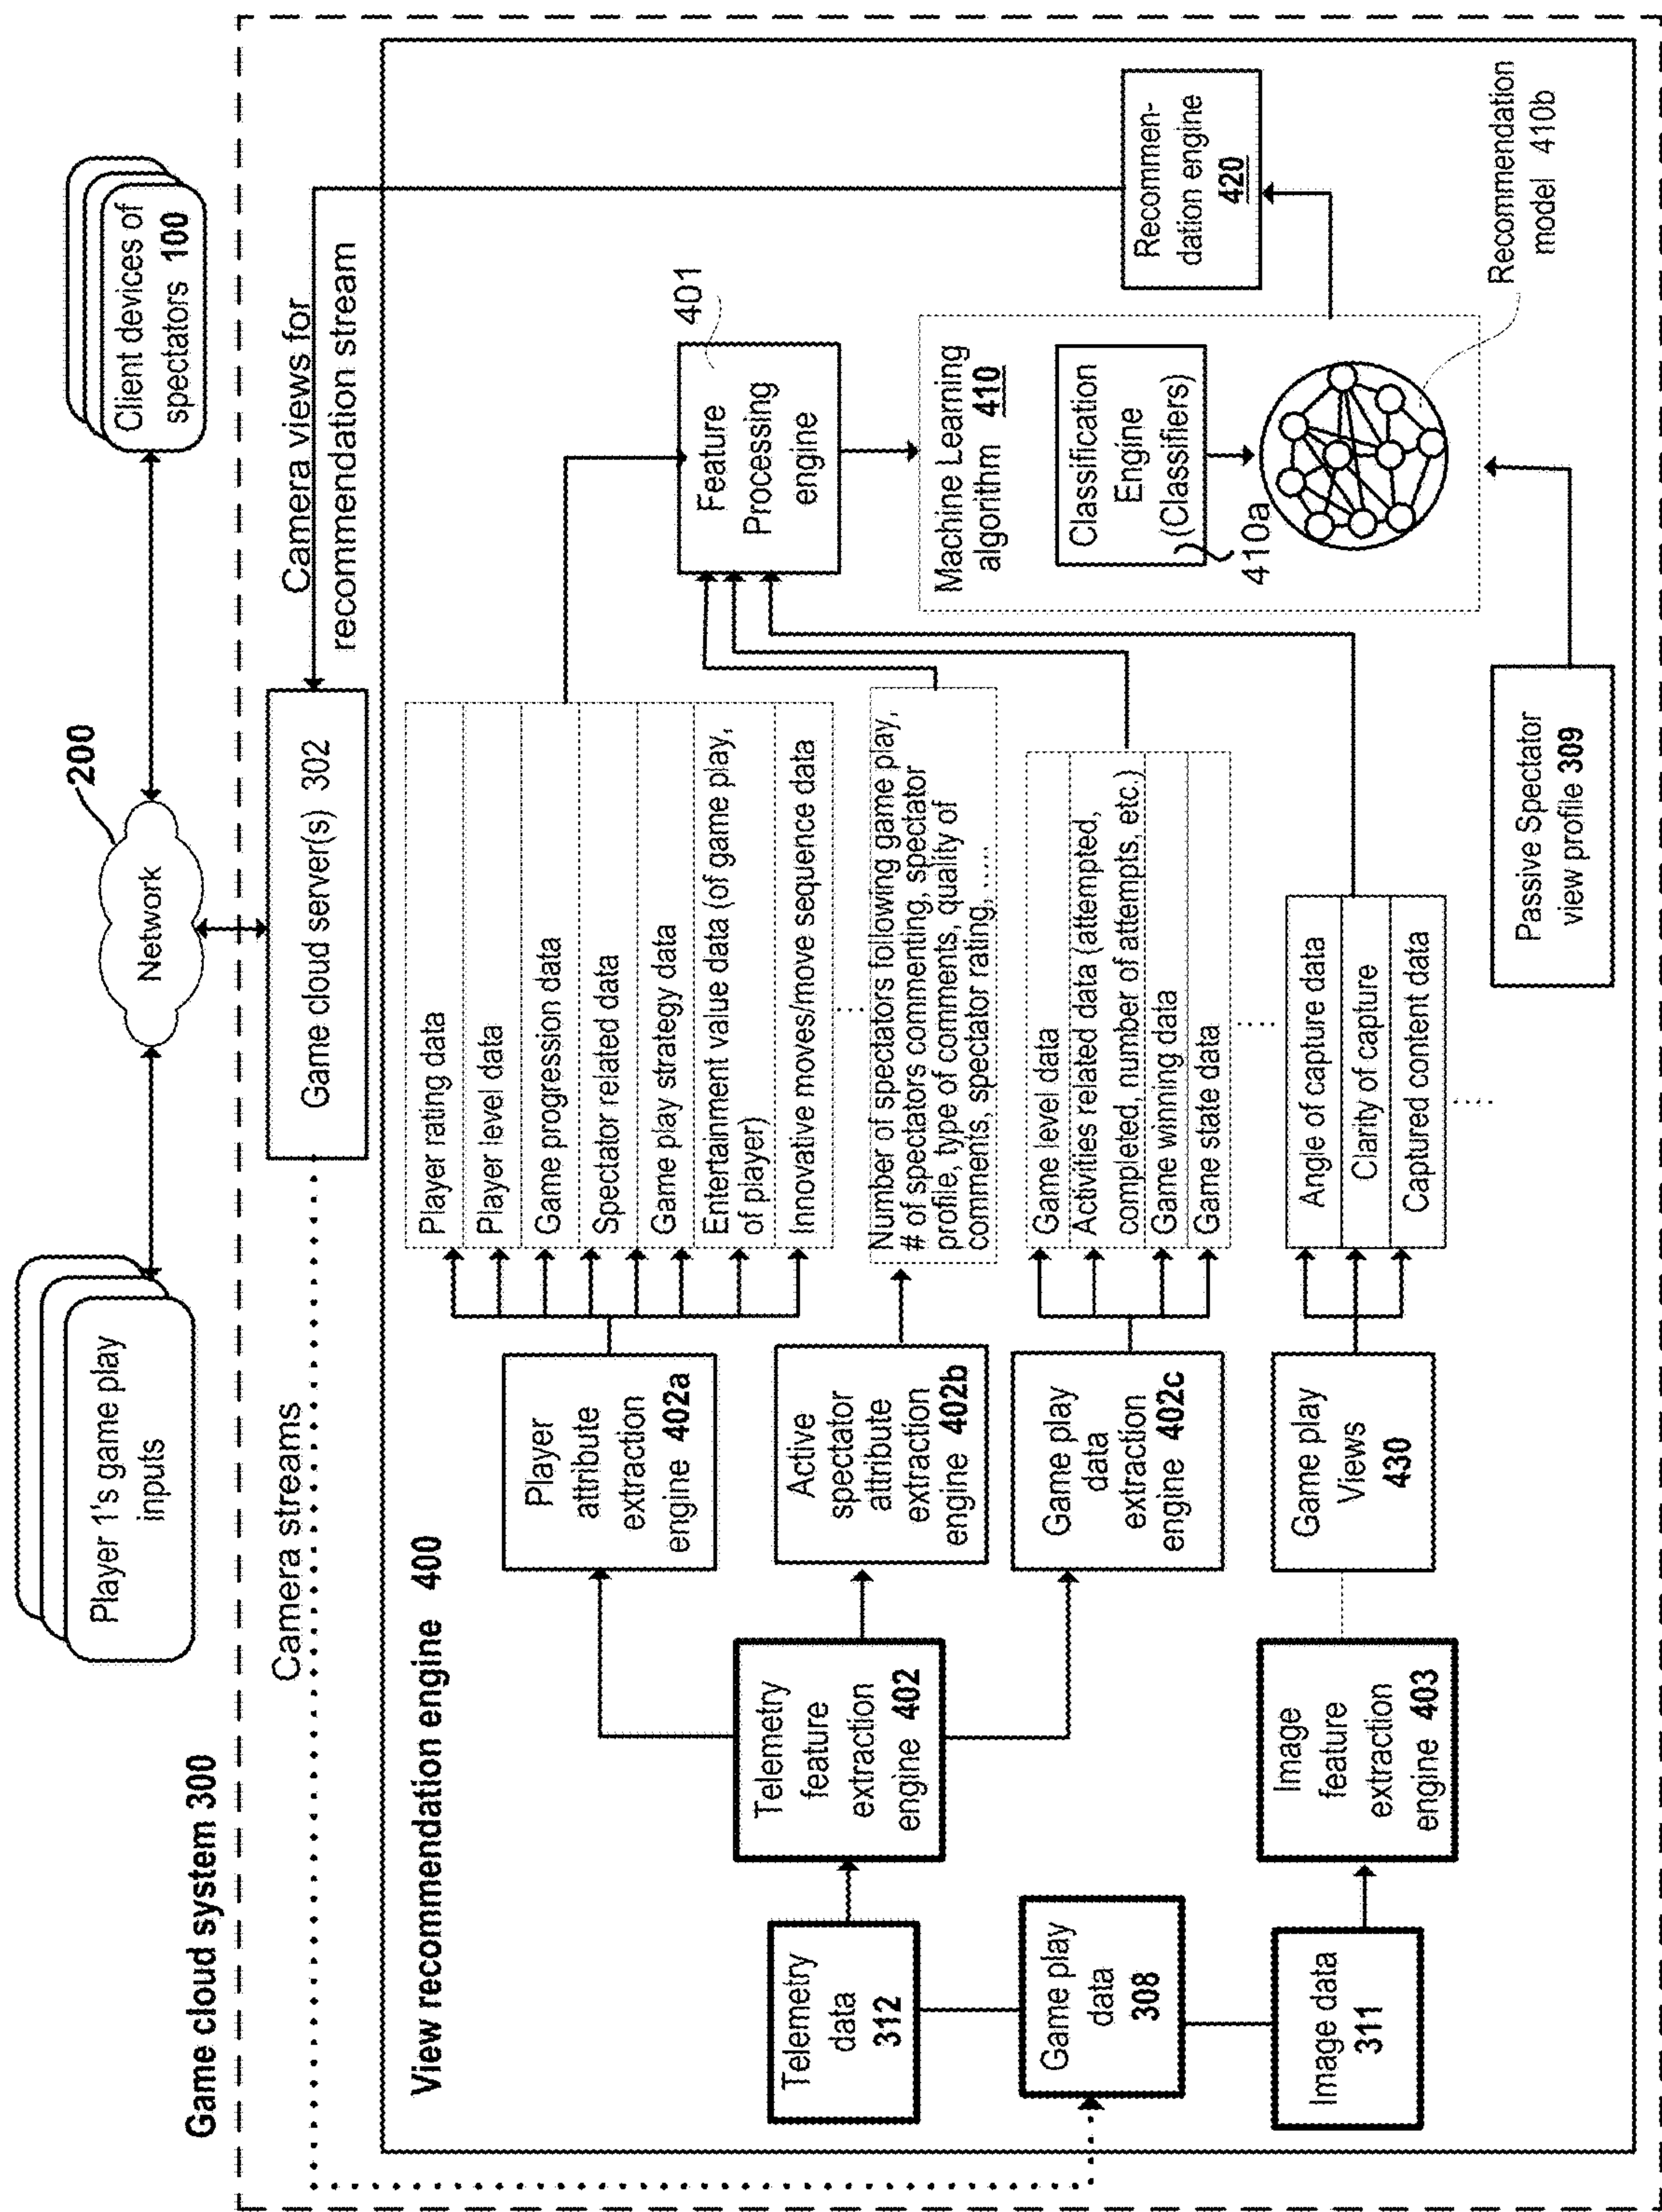 Game cloud system 300
Player 1's game play
inputs
Network
200
Client devices of
spectators 100
Camera streams
Game cloud server(s) 302
Camera views for
recommendation stream
View recommendation engine 400
Telemetry
data
312
Game play
data
308
Image data
311
Telemetry
feature
extraction
engine 402
Image
feature
extraction
engine 403
Player
attribute
extraction
engine 402a
Active
spectator
attribute
extraction
engine 402b
Game play
data
extraction
engine 402c
Game play
Views
430
Player rating data
Player level data
Game progression data
Spectator related data
Game play strategy data
Entertainment value data (of game play,
of player)
Innovative moves/move sequence data
.....
Number of spectators following game play,
# of spectators commenting, spectator
profile, type of comments, quality of
comments, spectator rating, ....
Game level data
Activities related data (attempted,
completed, number of attempts, etc.)
Game winning data
Game state data
.....
Angle of capture data
Clarity of capture
Captured content data
.....
Passive Spectator
view profile 309
401
Feature
Processing
engine
Machine Learning
algorithm 410
Classification
Engine
(Classifiers)
410a
Recommen-
dation engine
420
Recommendation
model 410b